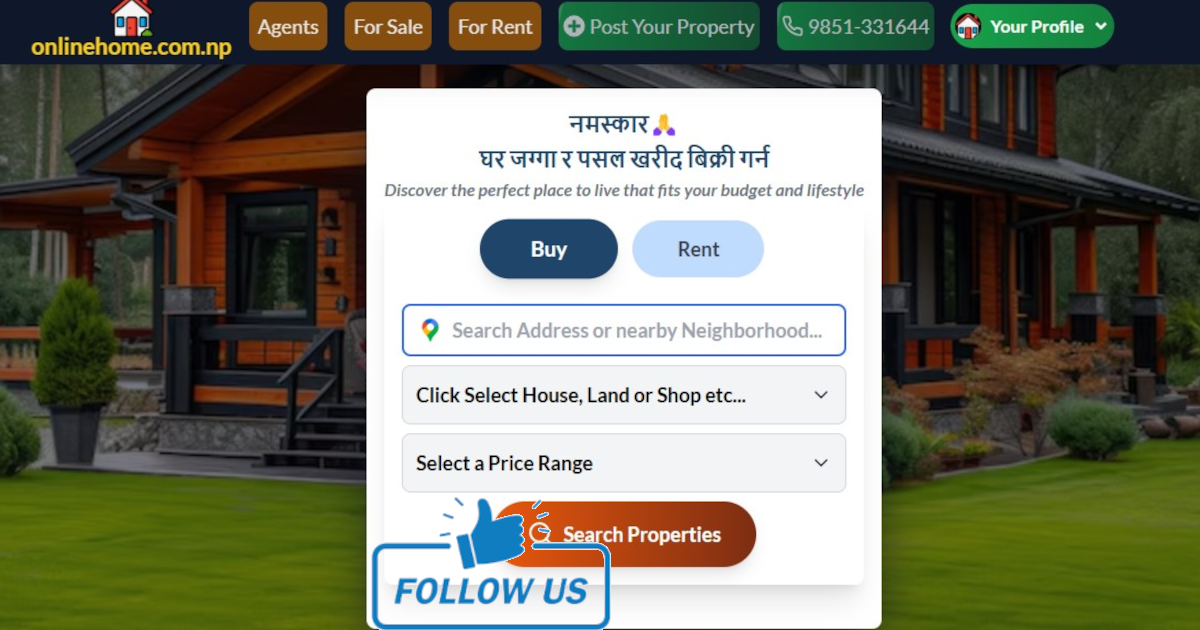 onlinehome.com.np
Agents
For Sale
For Rent
Post Your Property
9851-331644
Your Profile
नमस्कार🙏
घर जग्गा र पसल खरीद बिक्री गर्न
Discover the perfect place to live that fits your budget and lifestyle
Buy
Rent
Search Address or nearby Neighborhood...
Click Select House, Land or Shop etc...
Select a Price Range
Search Properties
FOLLOW US